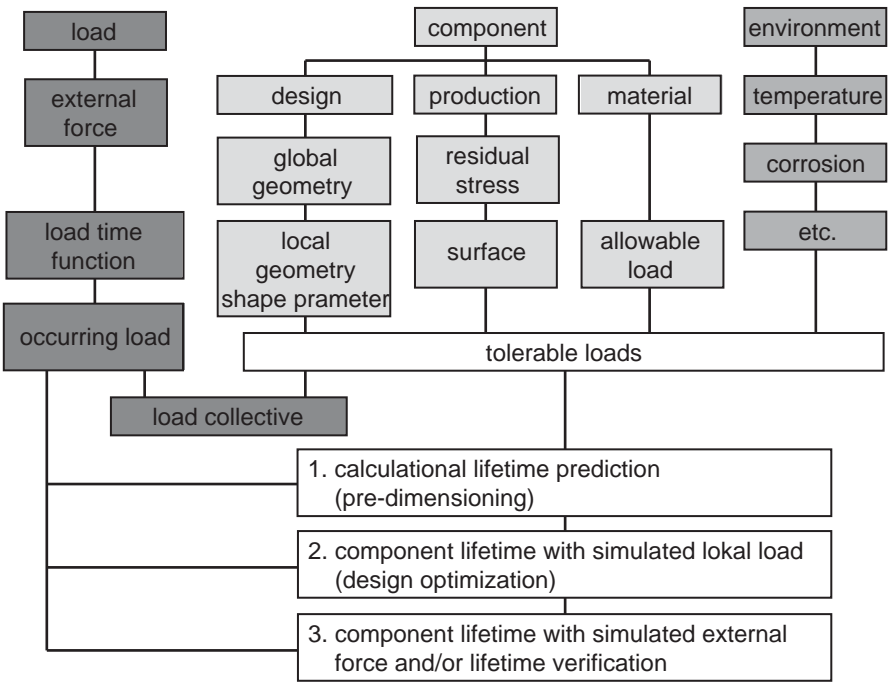 load
component
environment
external
force
design
production
material
temperature
global
geometry
residual
stress
corrosion
load time
function
local
geometry
shape prameter
surface
allowable
load
etc.
occurring load
tolerable loads
load collective
1. calculational lifetime prediction
(pre-dimensioning)
2. component lifetime with simulated lokal load
(design optimization)
3. component lifetime with simulated external
force and/or lifetime verification